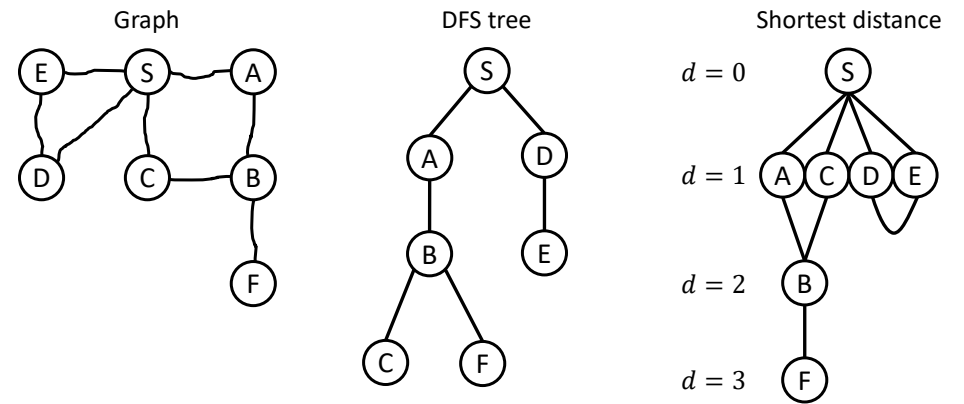 Graph
DFS tree
Shortest distance
E S A
D C B
F
S
A D
B E
C F
d = 0 S
d = 1 A C D E
d = 2 B
d = 3 F